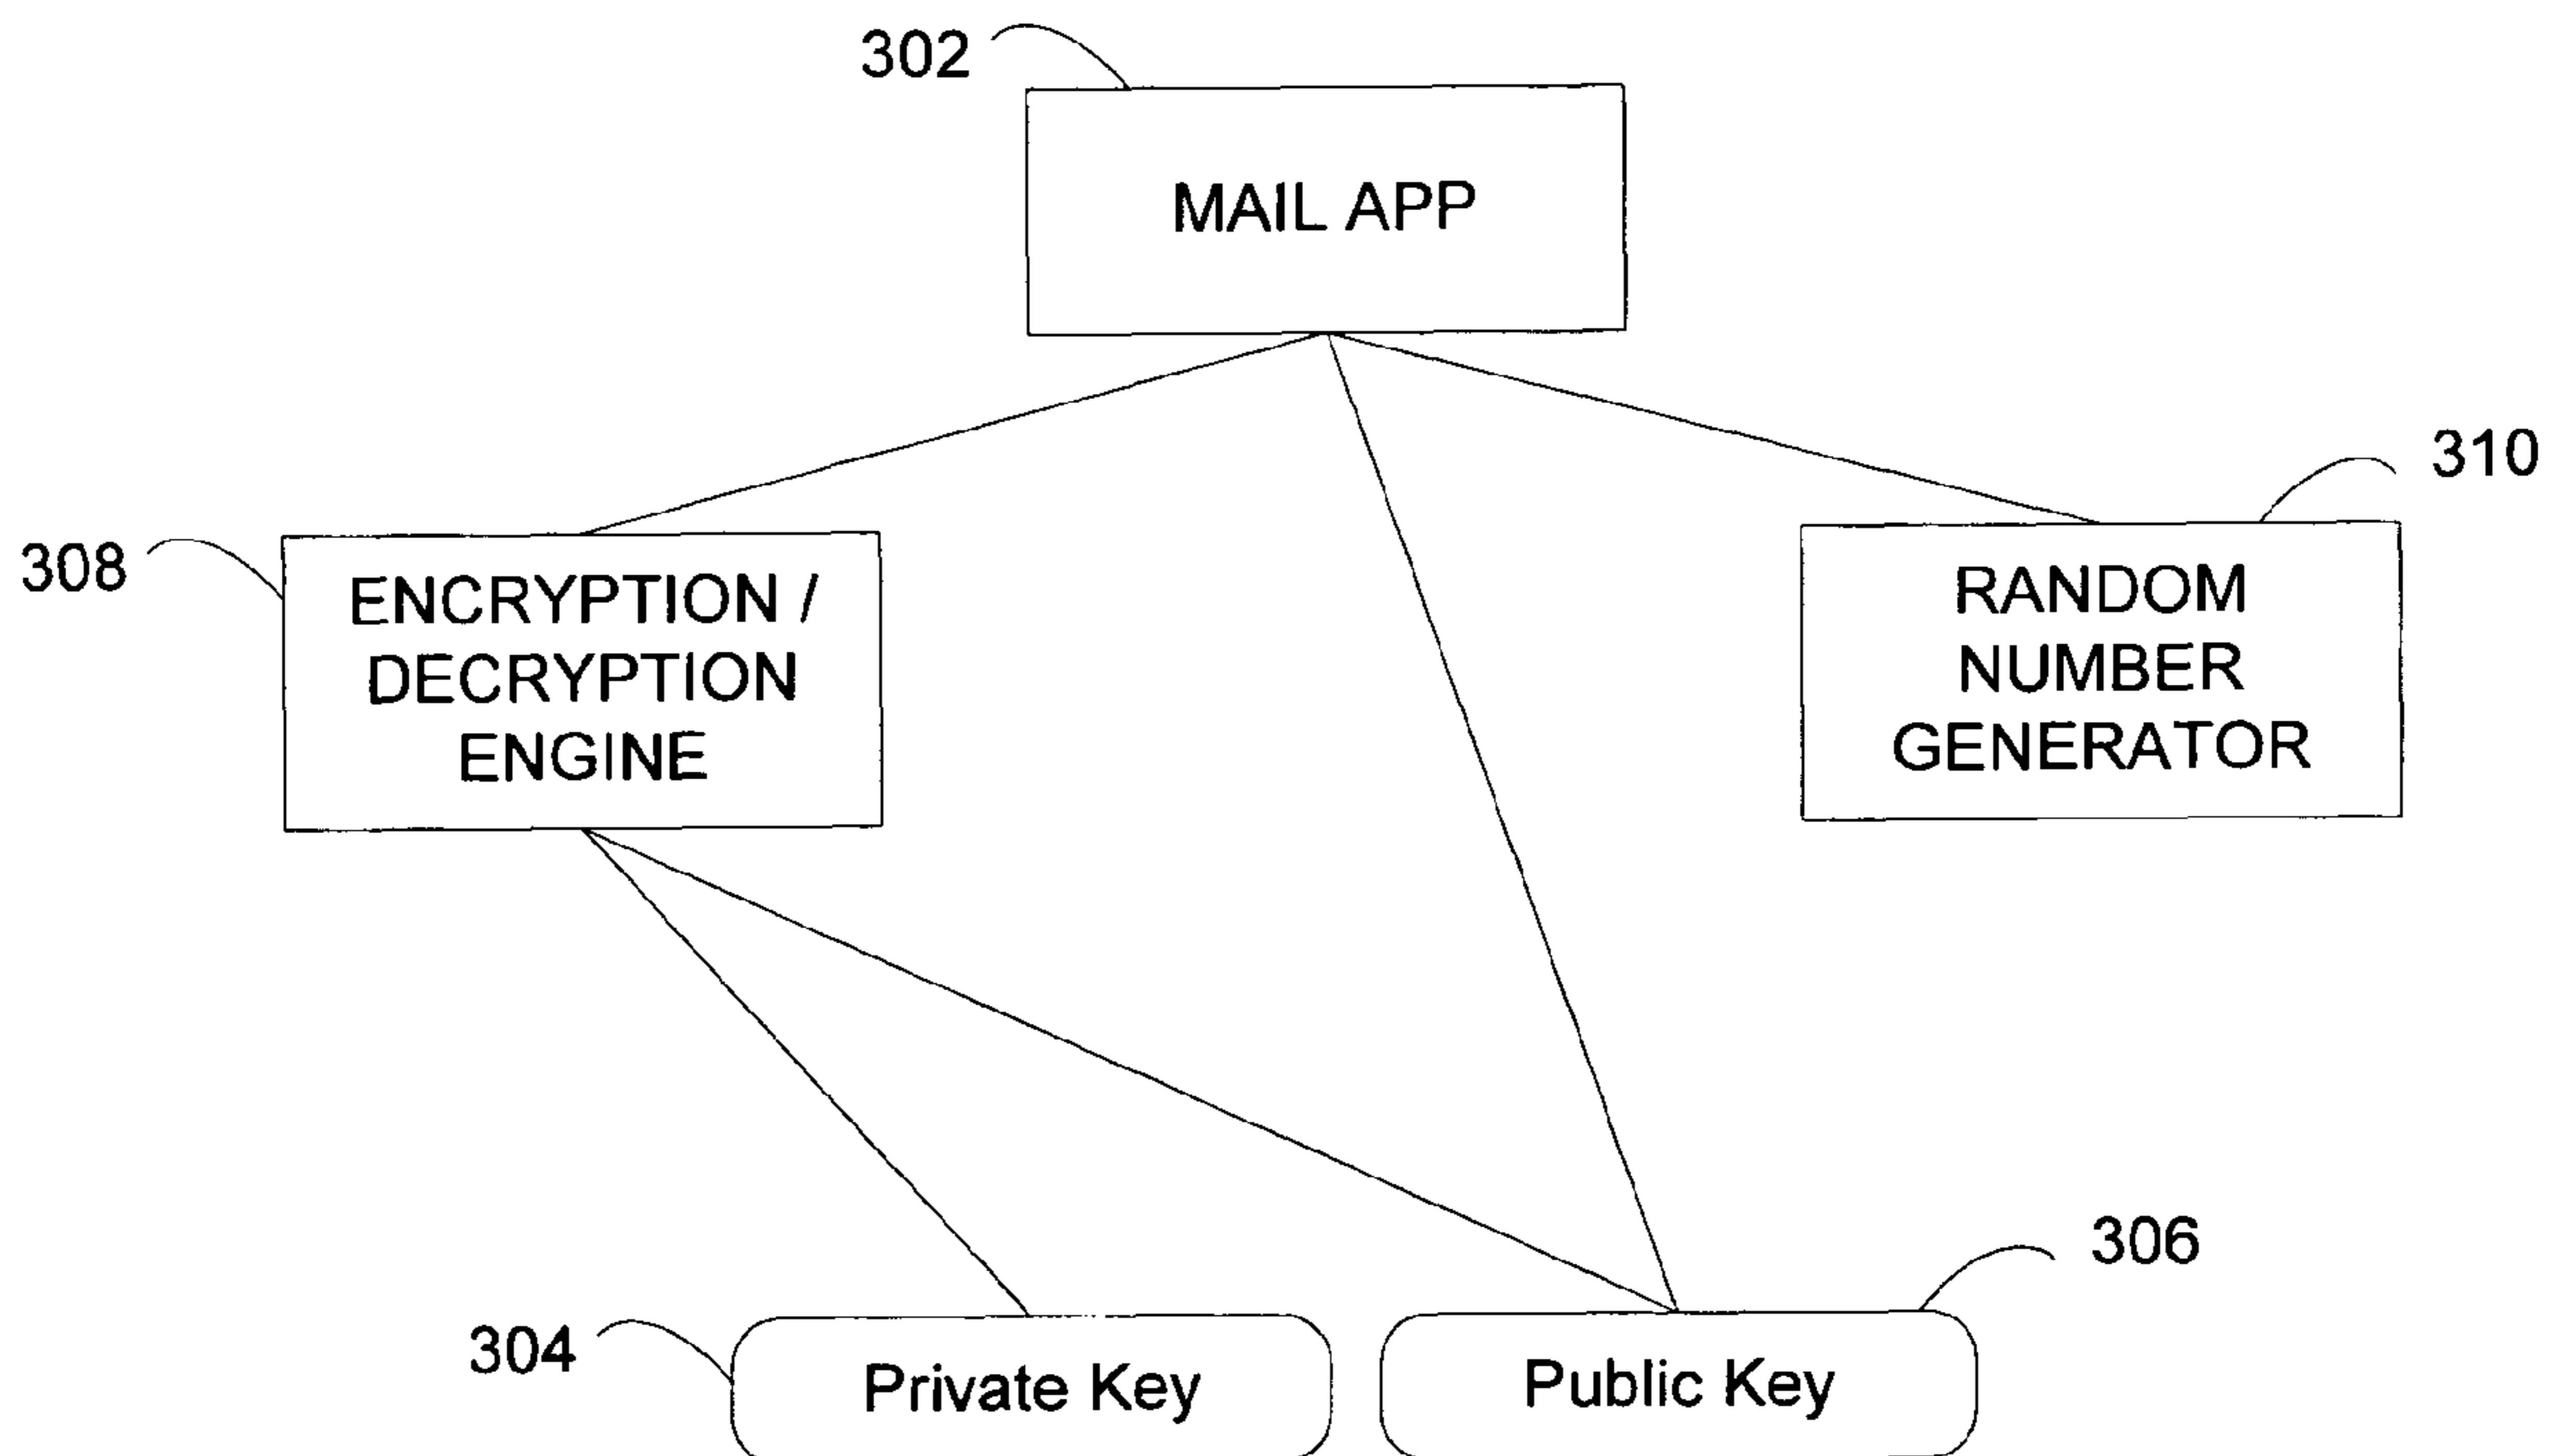 302
MAIL APP
310
308
ENCRYPTION /
DECRYPTION
ENGINE
RANDOM
NUMBER
GENERATOR
306
304
Private Key
Public Key